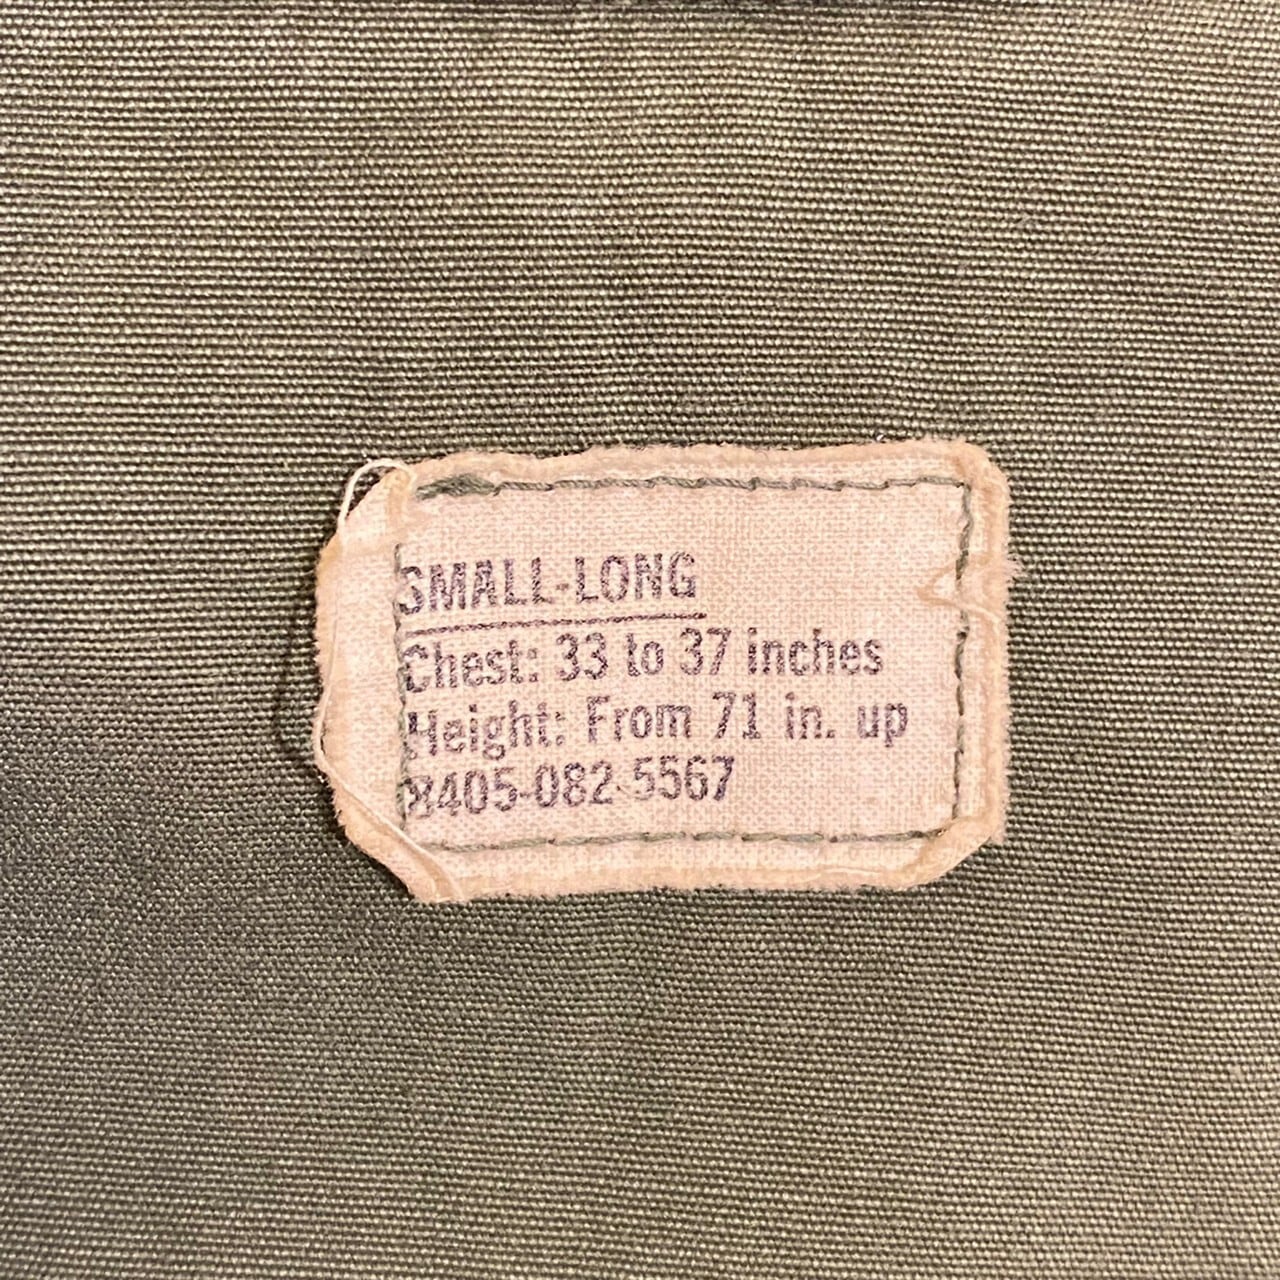 SMALL-LONG
Chest: 33 to 37 inches
Height: From 71 in. up
8405-082-5567